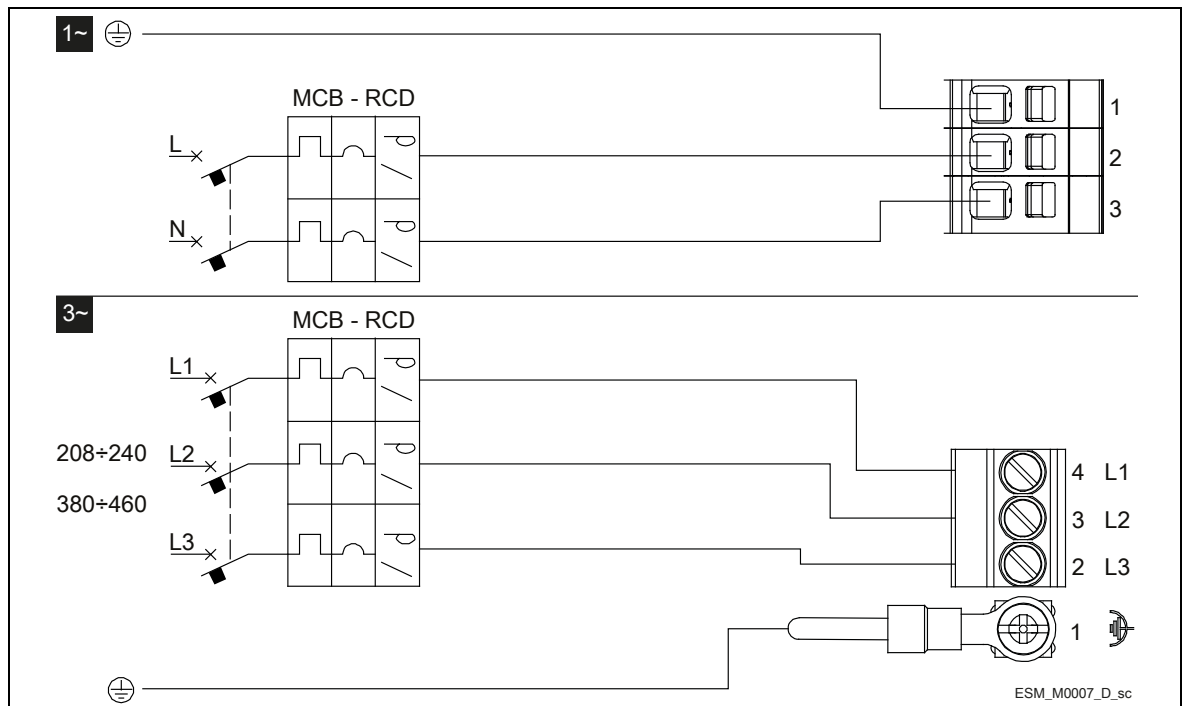 1~
MCB - RCD
L
N
1
2
3
3~
MCB - RCD
L1
208÷240 L2
380÷460
L3
4 L1
3 L2
2 L3
1
ESM_M0007_D_sc